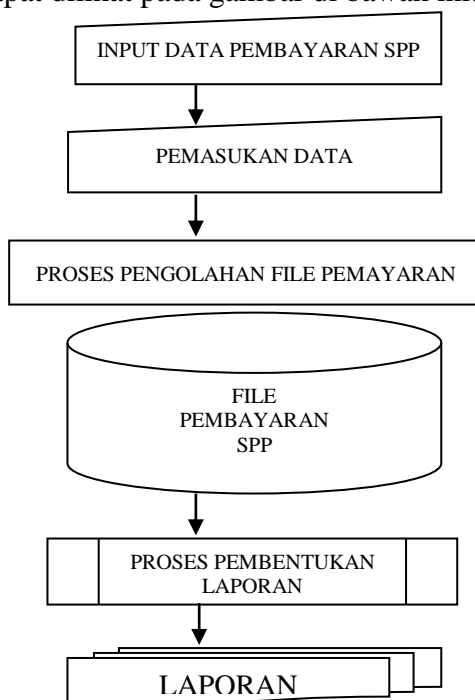 INPUT DATA PEMBAYARAN SPP
PEMASUKAN DATA
PROSES PENGOLAHAN FILE PEMAYARAN
FILE
PEMBAYARAN
SPP
PROSES PEMBENTUKAN
LAPORAN
LAPORAN